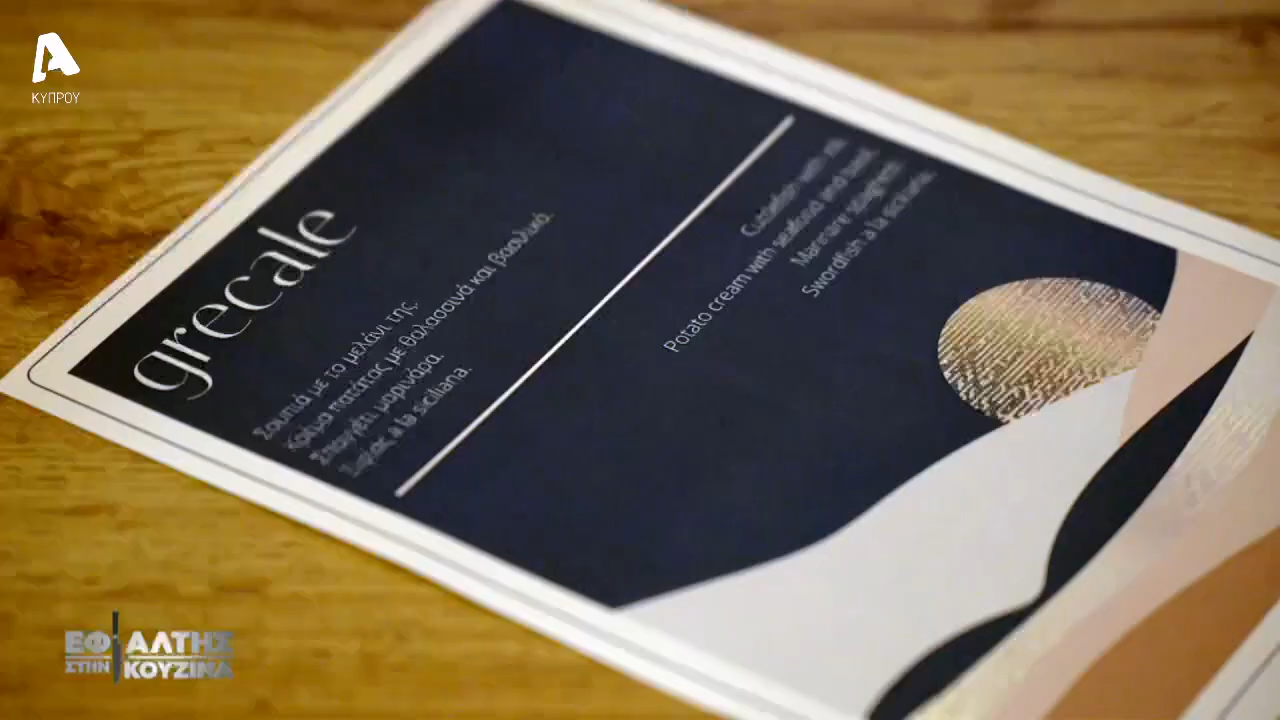 ΚΥΠΡΟΥ
grecale
Σουπιά με το μελάνι της.
Κρέμα πατάτας με θαλασσινά και βασιλικό.
Σπαγγέτι μαρινάρα.
Ξιφίας a la siciliana.
Cuttlefish with
Potato cream with seafood and basil
Marinara spaghetti
Swordfish a la siciliana.
ΕΦΙΑΛΤΗΣ
ΣΤΗΝ ΚΟΥΖΙΝΑ